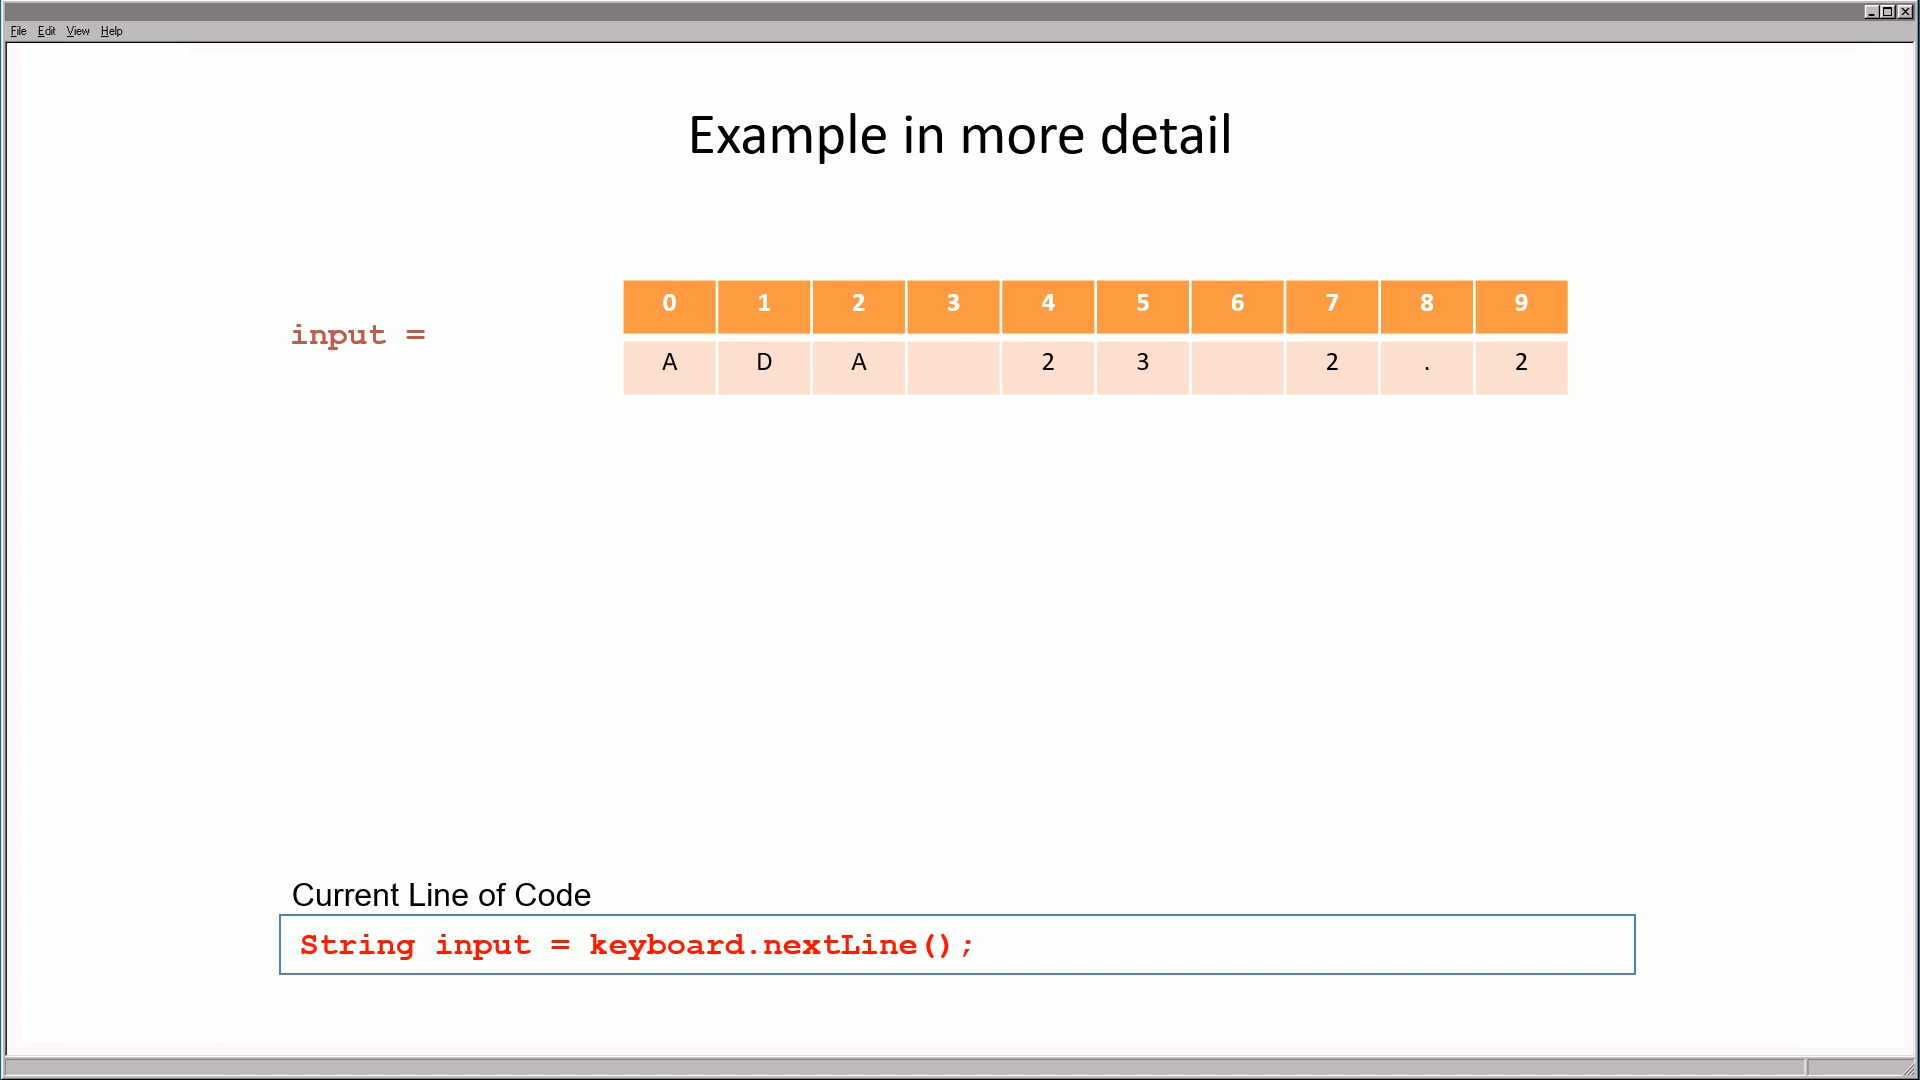 File Edit View Help
Example in more detail
input =
0 1 2 3 4 5 6 7 8 9
A D A 2 3 2 . 2
Current Line of Code
String input = keyboard.nextLine();